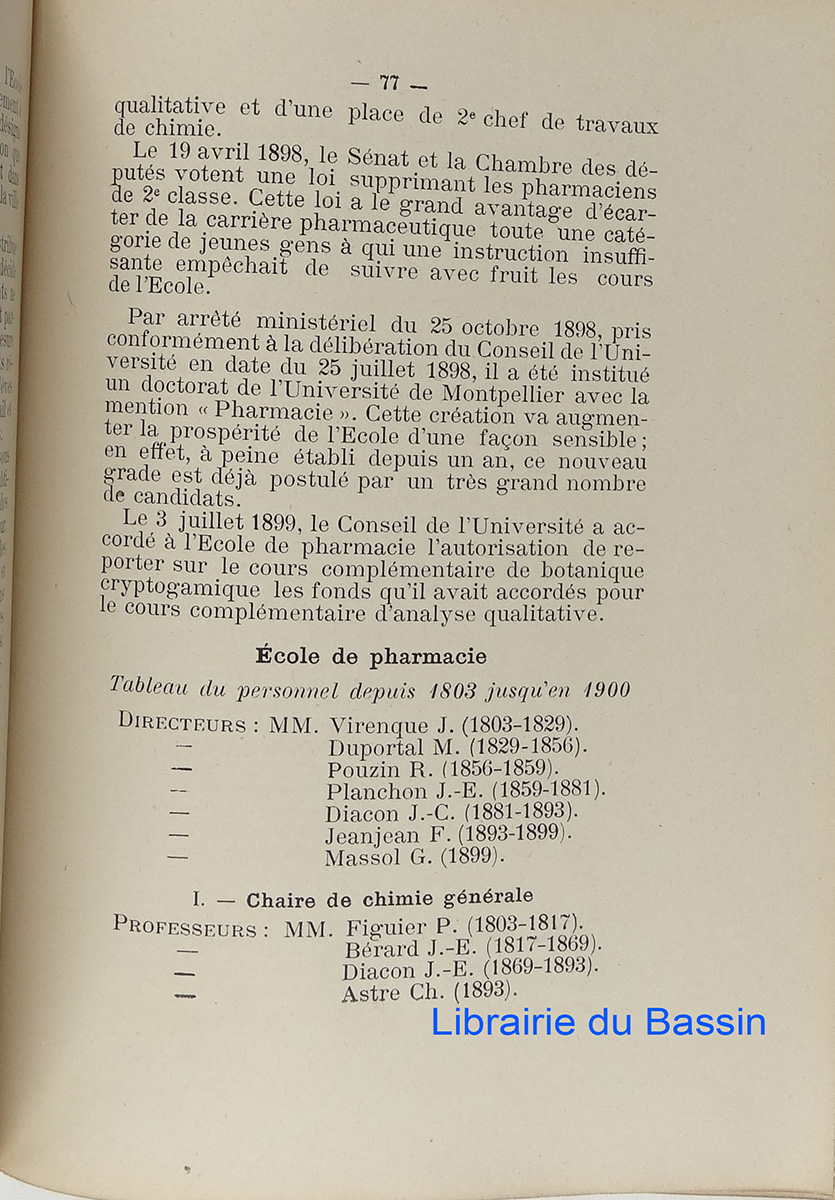 — 77 —
qualitative et d'une place de 2e chef de travaux
de chimie.
Le 19 avril 1898, le Sénat et la Chambre des dé-
putés votent une loi supprimant les pharmaciens
de 2e classe. Cette loi a le grand avantage d'écar-
ter de la carrière pharmaceutique toute une caté-
gorie de jeunes gens à qui une instruction insuffi-
sante empêchait de suivre avec fruit les cours
de l'Ecole.
Par arrêté ministériel du 25 octobre 1898, pris
conformément à la délibération du Conseil de l'Uni-
versité en date du 25 juillet 1898, il a été institué
un doctorat de l'Université de Montpellier avec la
mention « Pharmacie ». Cette création va augmen-
ter la prospérité de l'Ecole d'une façon sensible ;
en effet, à peine établi depuis un an, ce nouveau
grade est déjà postulé par un très grand nombre
de candidats.
Le 3 juillet 1899, le Conseil de l'Université a ac-
cordé à l'Ecole de pharmacie l'autorisation de re-
porter sur le cours complémentaire de botanique
cryptogamique les fonds qu'il avait accordés pour
le cours complémentaire d'analyse qualitative.
École de pharmacie
Tableau du personnel depuis 1803 jusqu'en 1900
DIRECTEURS : MM. Virenque J. (1803-1829).
— Duportal M. (1829-1856).
— Pouzin R. (1856-1859).
— Planchon J.-E. (1859-1881).
— Diacon J.-C. (1881-1893).
— Jeanjean F. (1893-1899).
— Massol G. (1899).
I. — Chaire de chimie générale
PROFESSEURS : MM. Figuier P. (1803-1817).
— Bérard J.-E. (1817-1869).
— Diacon J.-E. (1869-1893).
— Astre Ch. (1893).
Librairie du Bassin